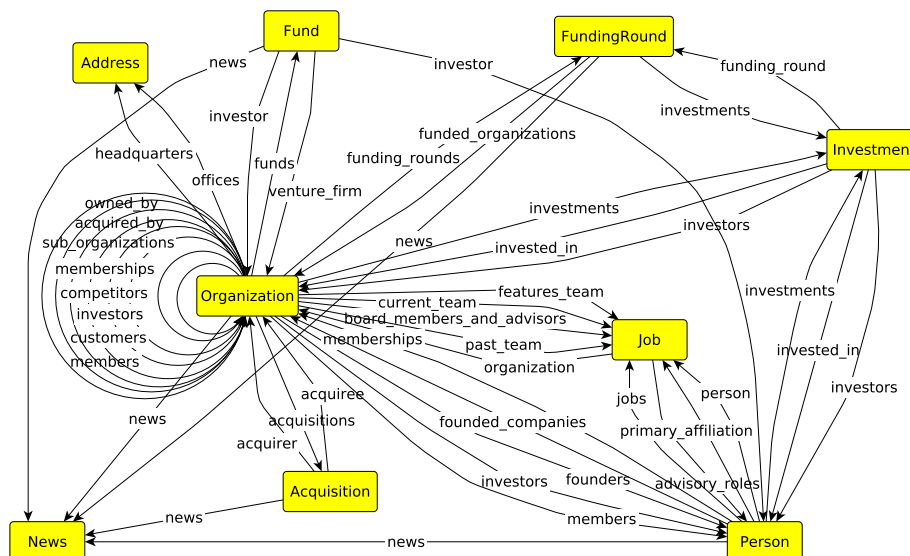 Fund
FundingRound
Address
news
investor
funding_round
investments
investor
funded_organizations
Investmen
headquarters
funding_rounds
funds
offices
venture_firm
owned_by
investments
acquired_by
investors
sub_organizations
news
invested_in
memberships
competitors
Organization
features_team
investments
current_team
investors
board_members_and_advisors
customers
memberships
past_team
Job
invested_in
members
organization
investors
acquiree
person
jobs
news
acquisitions
founded_companies
primary_affiliation
acquirer
founders
investors
advisory_roles
Acquisition
news
members
News
news
Person